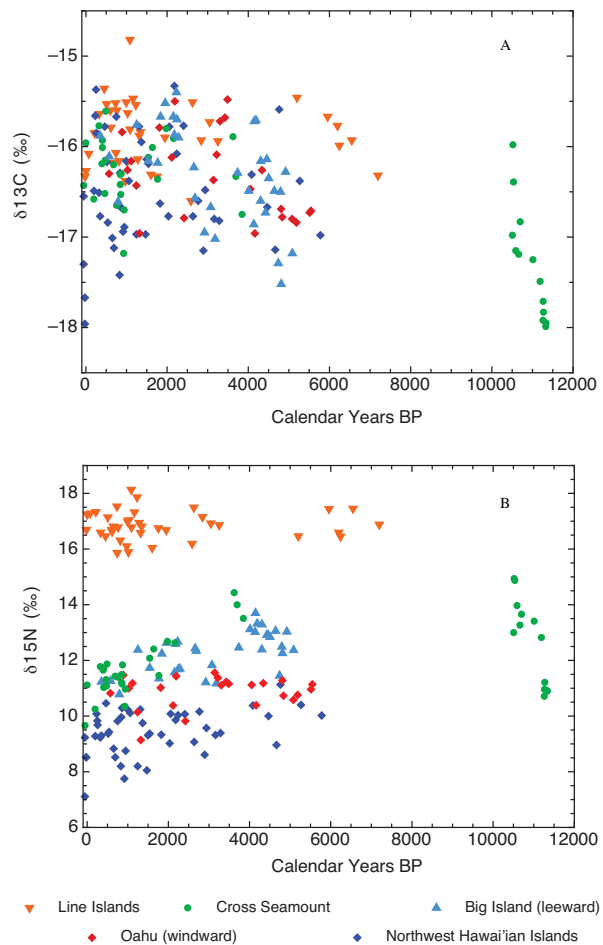 A
−15
−16
−17
−18
δ13C (‰)
0 2000 4000 6000 8000 10000 12000
Calendar Years BP
B
18
16
14
12
10
8
6
δ15N (‰)
0 2000 4000 6000 8000 10000 12000
Calendar Years BP
Line Islands Cross Seamount Big Island (leeward)
Oahu (windward) Northwest Hawai'ian Islands